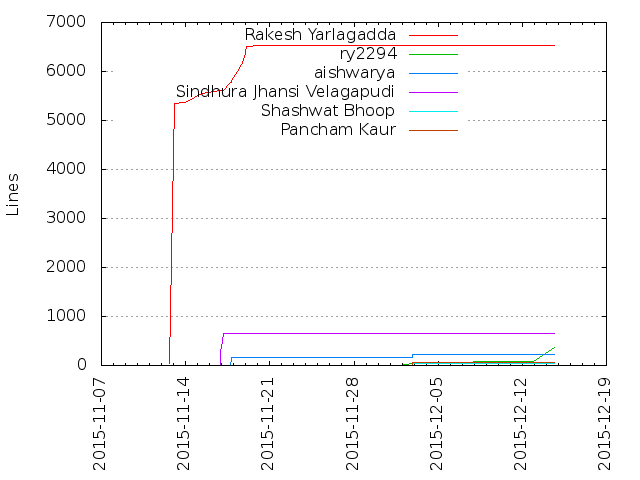 7000
6000
5000
4000
3000
2000
1000
0
Lines
Rakesh Yarlagadda
ry2294
aishwarya
Sindhura Jhansi Velagapudi
Shashwat Bhoop
Pancham Kaur
2015-11-07
2015-11-14
2015-11-21
2015-11-28
2015-12-05
2015-12-12
2015-12-19